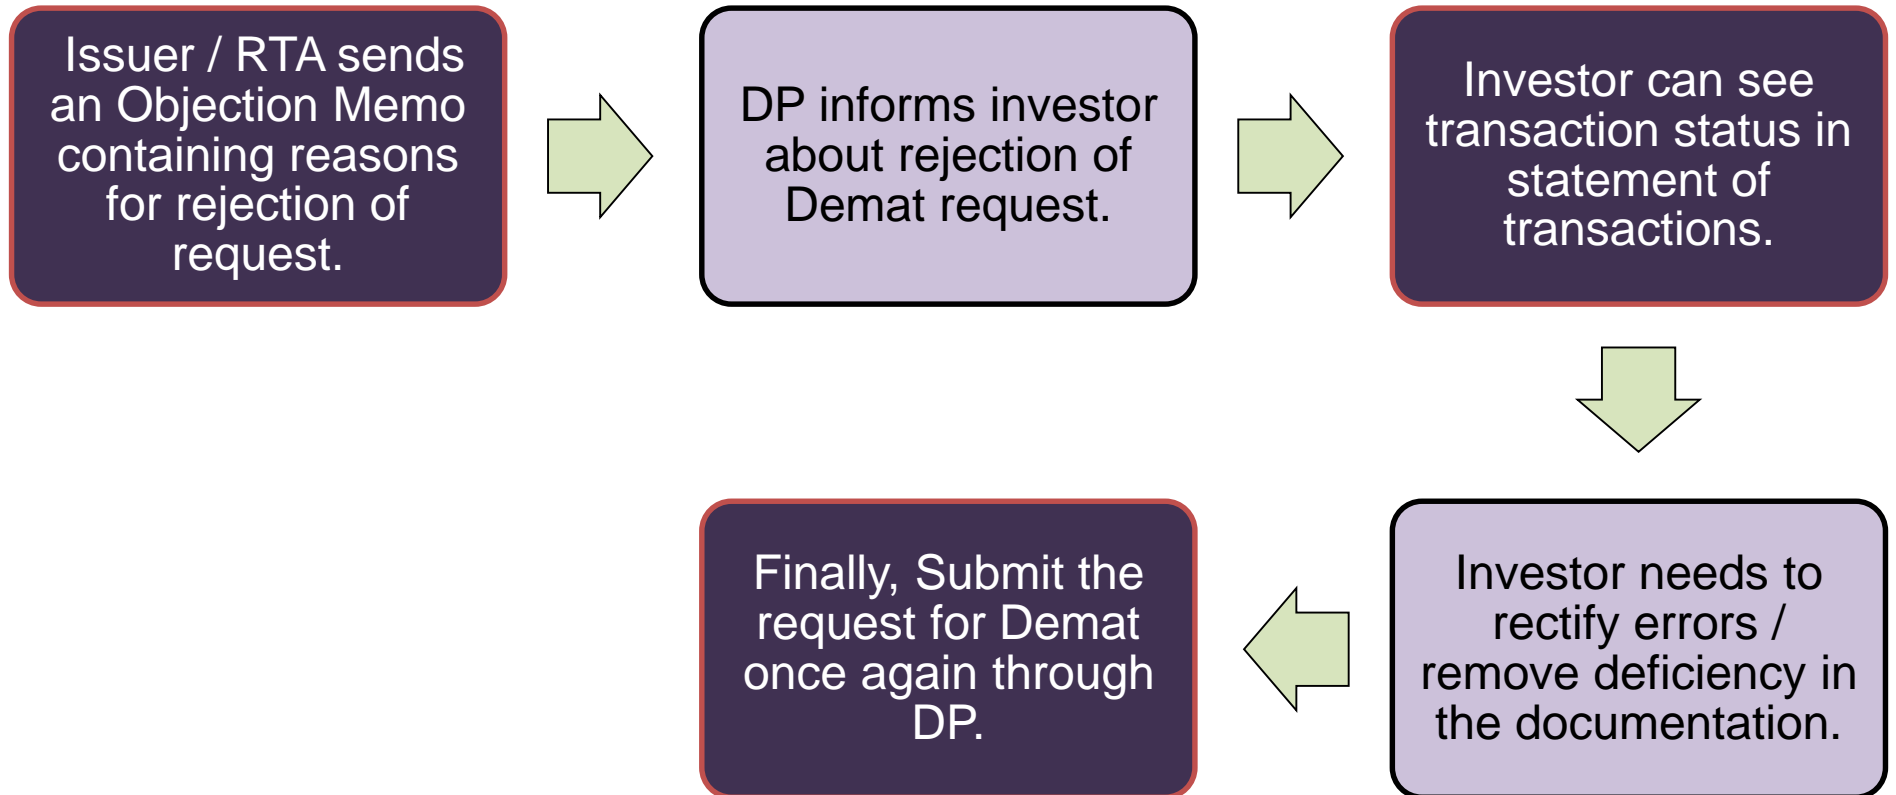 Issuer / RTA sends
an Objection Memo
containing reasons
for rejection of
request.
DP informs investor
about rejection of
Demat request.
Investor can see
transaction status in
statement of
transactions.
Investor needs to
rectify errors /
remove deficiency in
the documentation.
Finally, Submit the
request for Demat
once again through
DP.